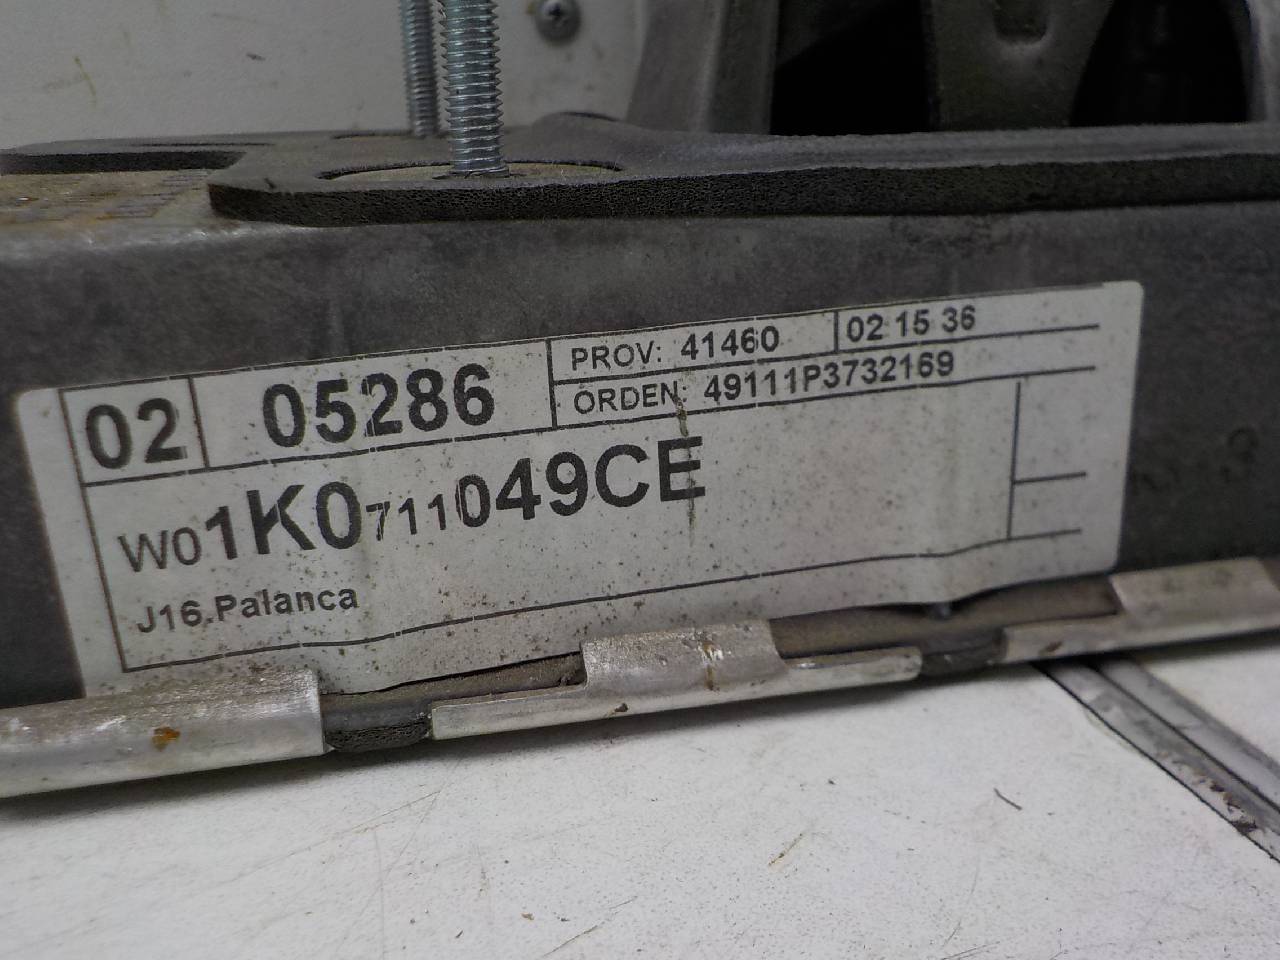 02 05286 PROV: 41460 02 15 36
ORDEN: 49111P3732169
W01K0711049CE
J16.Palanca